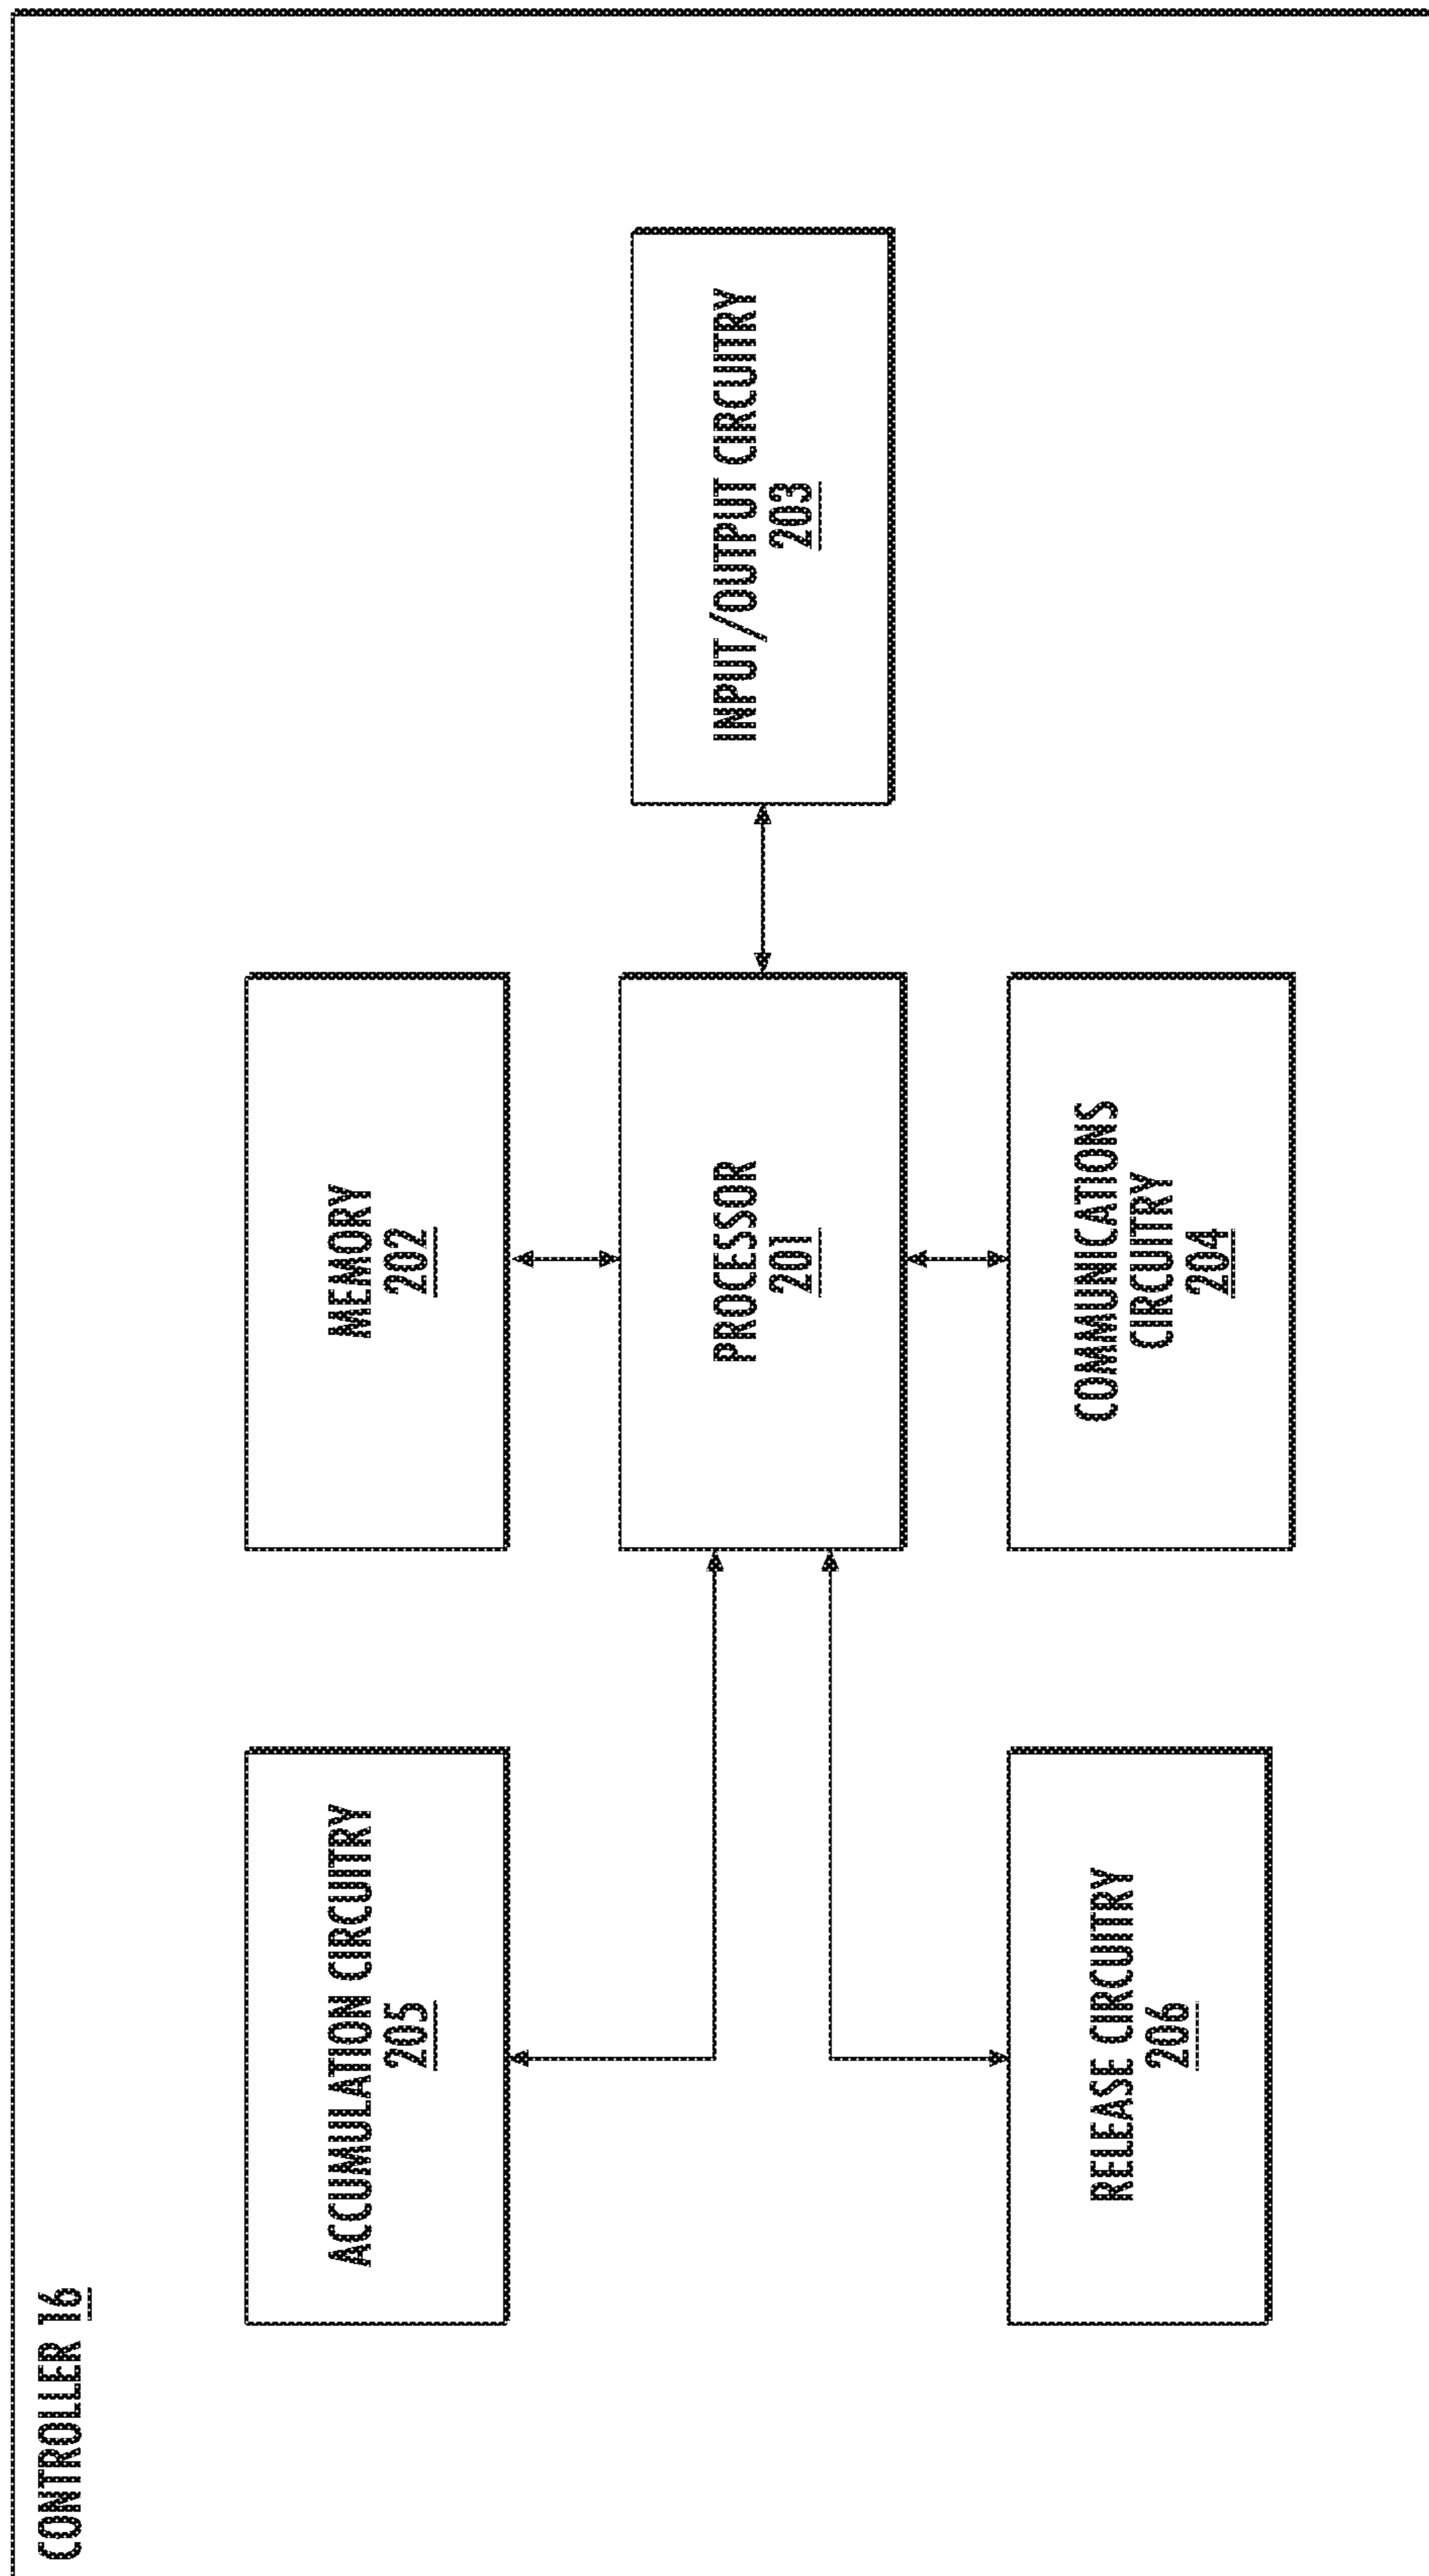 CONTROLLER 16
MEMORY
202
ACCUMULATION CIRCUITRY
205
PROCESSOR
201
INPUT/OUTPUT CIRCUITRY
203
COMMUNICATIONS
CIRCUITRY
204
RELEASE CIRCUITRY
206